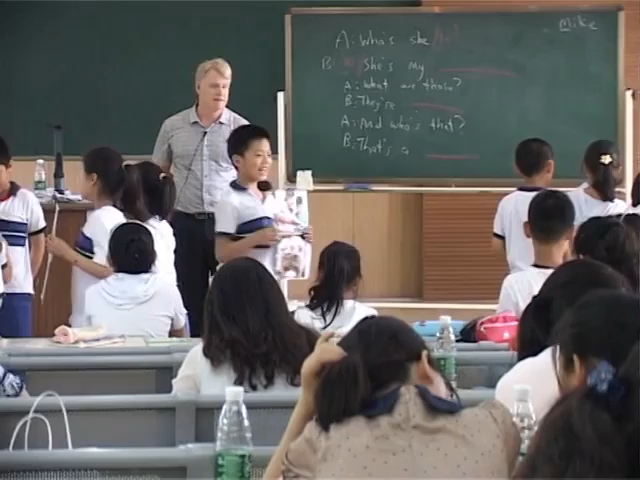 Mike
A: Who's she
B: She's my
A: What are those?
B: They're
A: And who's that?
B: That's a